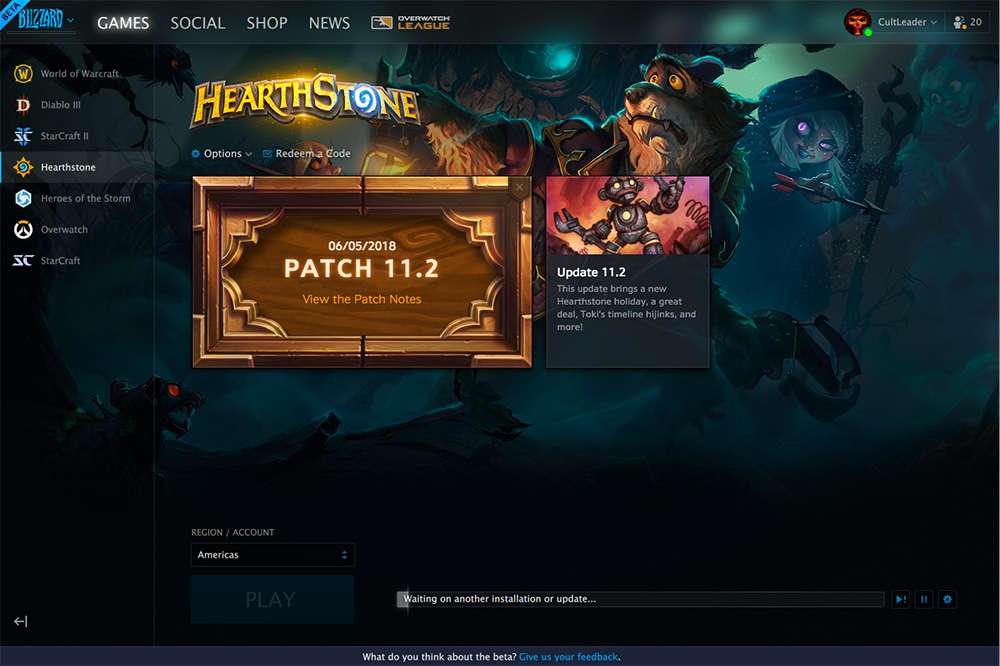 BETA
BLIZZARD
GAMES
SOCIAL
SHOP
NEWS
OVERWATCH
LEAGUE
CultLeader
20
World of Warcraft
Diablo III
StarCraft II
Hearthstone
Heroes of the Storm
Overwatch
StarCraft
HEARTHSTONE
Options
Redeem a Code
06/05/2018
PATCH 11.2
View the Patch Notes
Update 11.2
This update brings a new
Hearthstone holiday, a great
deal, Toki's timeline hijinks, and
more!
REGION / ACCOUNT
Americas
PLAY
Waiting on another installation or update...
What do you think about the beta? Give us your feedback.